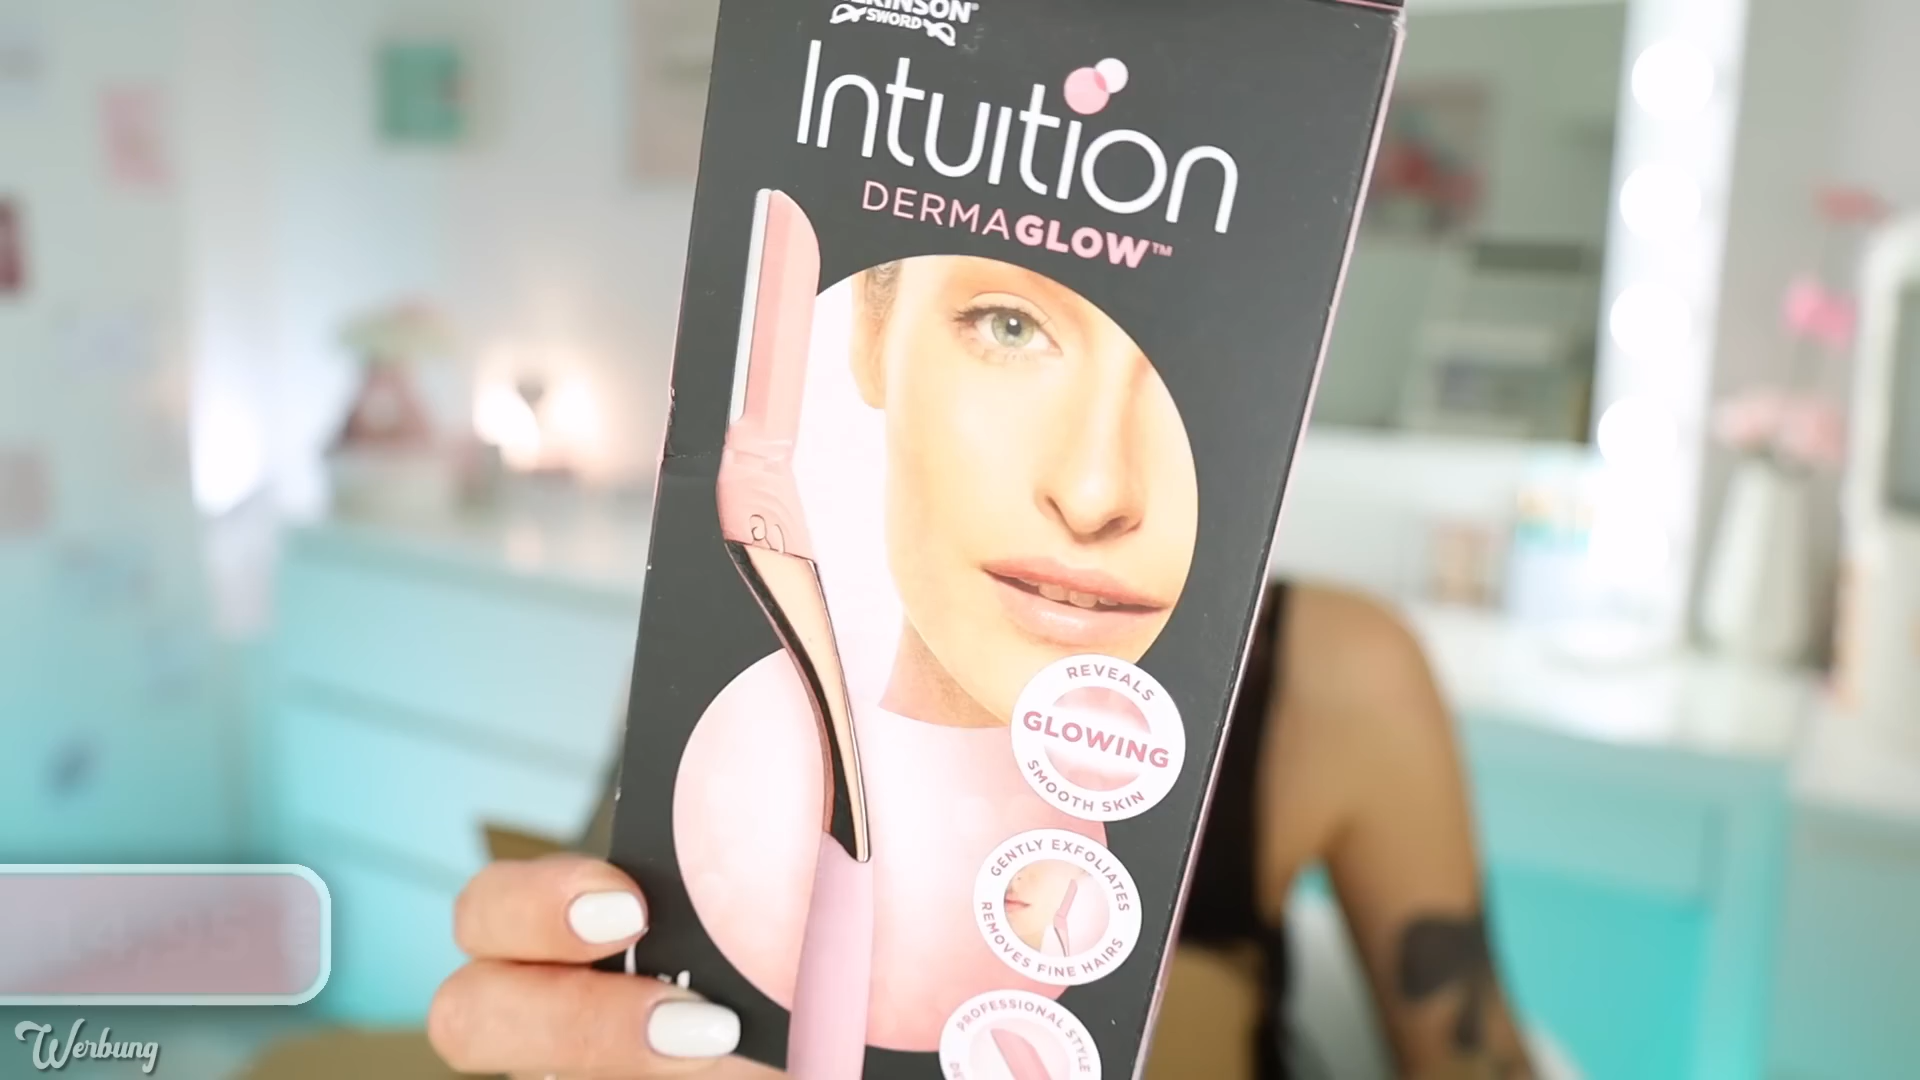 SWORD
Intuition
DERMAGLOW™
REVEALS
GLOWING
SMOOTH SKIN
GENTLY EXFOLIATES
REMOVES FINE HAIRS
PROFESSIONAL STYLE
Werbung